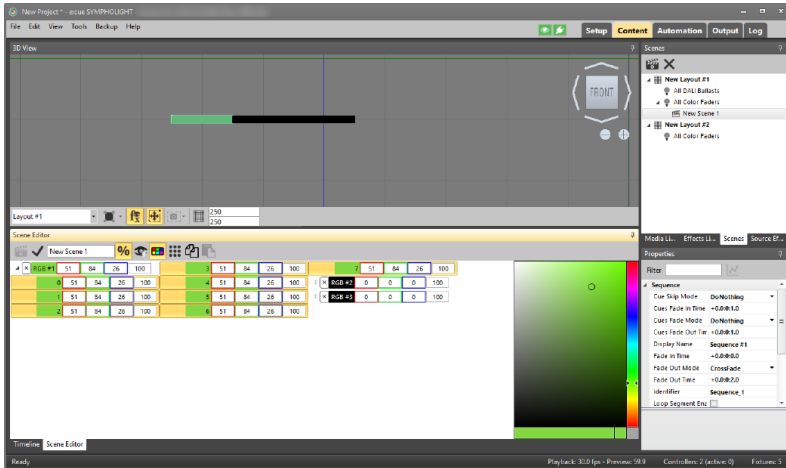 New Project * - ecue SYMPHOLIGHT
File Edit View Tools Backup Help
Setup Content Automation Output Log
3D View
FRONT
Layout #1
250
250
Scene Editor
New Scene 1 %
RGB #1 51 84 26 100 3 51 84 26 100 7 51 84 26 100
0 51 84 26 100 4 51 84 26 100 RGB #2 0 0 0 100
1 51 84 26 100 5 51 84 26 100 RGB #3 0 0 0 100
2 51 84 26 100 6 51 84 26 100
Timeline Scene Editor
Scenes
New Layout #1
All DALI Ballasts
All Color Faders
New Scene 1
New Layout #2
All Color Faders
Media Li... Effects Li... Scenes Source Ef...
Properties
Filter
Sequence
Cue Skip Mode DoNothing
Cues Fade In Time +0.0:0:1.0
Cues Fade Mode DoNothing
Cues Fade Out Tir +0.0:0:1.0
Display Name Sequence #1
Fade In Time +0.0:0:0.0
Fade Out Mode CrossFade
Fade Out Time +0.0:0:2.0
Identifier Sequence_1
Loop Segment Ena
Ready Playback: 30.0 fps - Preview: 59.9 Controllers: 2 (active: 0) Fixtures: 5